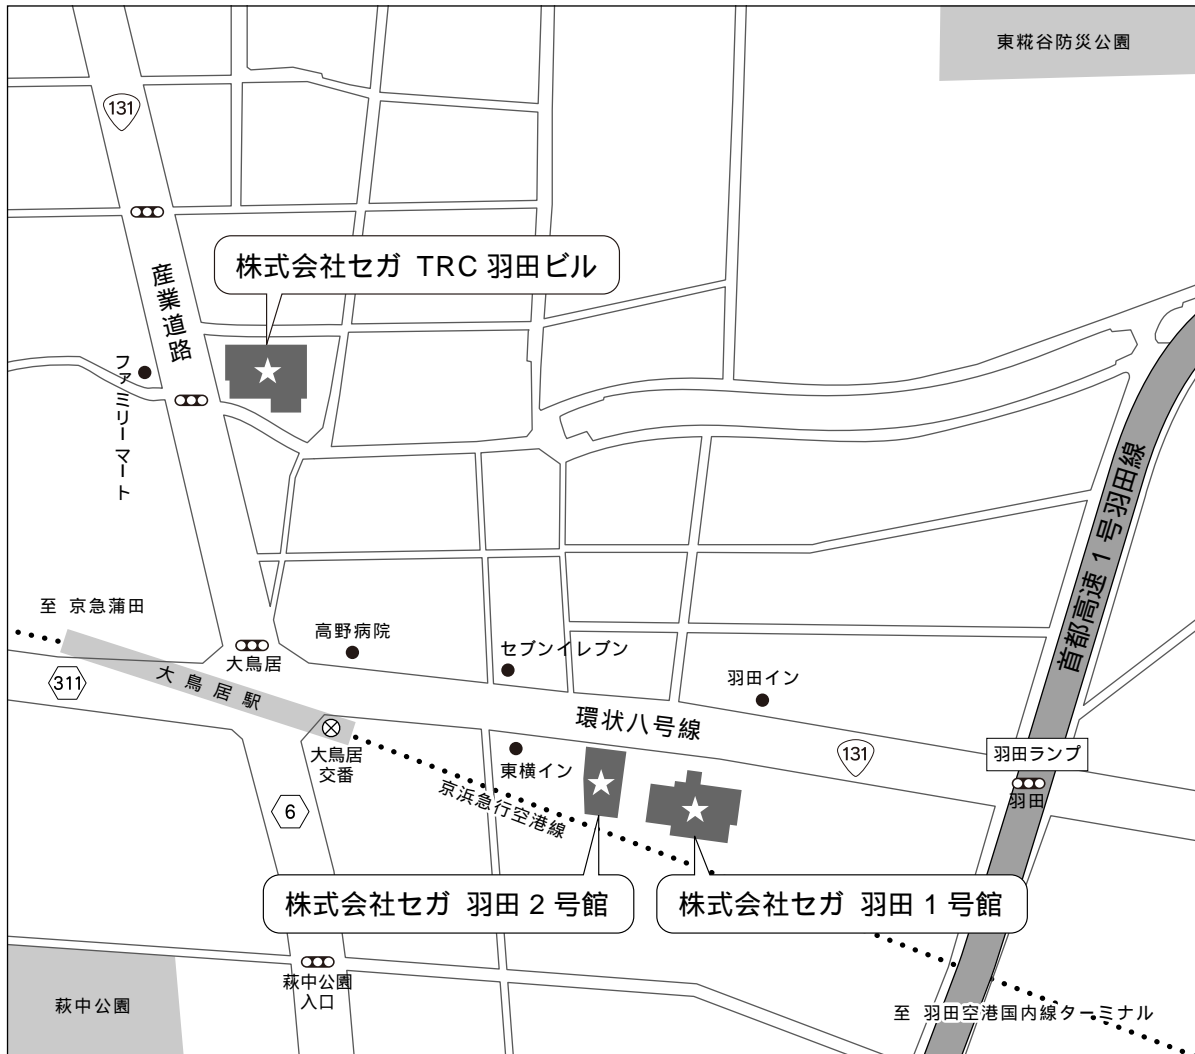 東糀谷防災公園
131
産業道路
株式会社セガ TRC 羽田ビル
ファミリーマート
首都高速 1 号羽田線
至 京急蒲田
高野病院
大鳥居
セブンイレブン
311
大鳥居駅
羽田イン
環状八号線
大鳥居
交番
東横イン
131
羽田ランプ
羽田
6
京浜急行空港線
株式会社セガ 羽田 2 号館
株式会社セガ 羽田 1 号館
萩中公園
入口
萩中公園
至 羽田空港国内線ターミナル